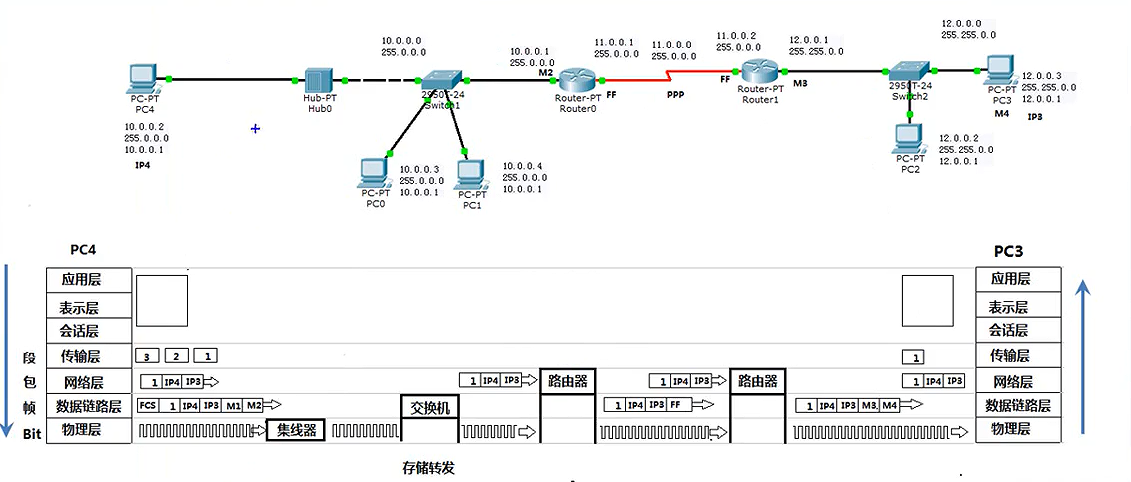 PC-PT
PC4
10.0.0.2
255.0.0.0
10.0.0.1
IP4
Hub-PT
Hub0
10.0.0.0
255.0.0.0
2950T-24
Switch1
PC-PT
PC0
10.0.0.3
255.0.0.0
10.0.0.1
PC-PT
PC1
10.0.0.4
255.0.0.0
10.0.0.1
10.0.0.1
255.0.0.0
M2
Router-PT
Router0
11.0.0.1
255.0.0.0
FF
11.0.0.0
255.0.0.0
PPP
11.0.0.2
255.0.0.0
FF
Router-PT
Router1
12.0.0.1
255.255.0.0
M3
12.0.0.0
255.255.0.0
2950T-24
Switch2
PC-PT
PC2
12.0.0.2
255.255.0.0
12.0.0.1
PC-PT
PC3
M4
12.0.0.3
255.255.0.0
12.0.0.1
IP3
PC4
PC3
应用层
应用层
表示层
表示层
会话层
会话层
段 传输层 3 2 1
1 传输层
包 网络层 1 IP4 IP3
1 IP4 IP3
路由器
1 IP4 IP3
路由器
1 IP4 IP3 网络层
帧 数据链路层 FCS 1 IP4 IP3 M1 M2
交换机
1 IP4 IP3 FF
1 IP4 IP3 M3. M4
数据链路层
Bit 物理层
集线器
物理层
存储转发